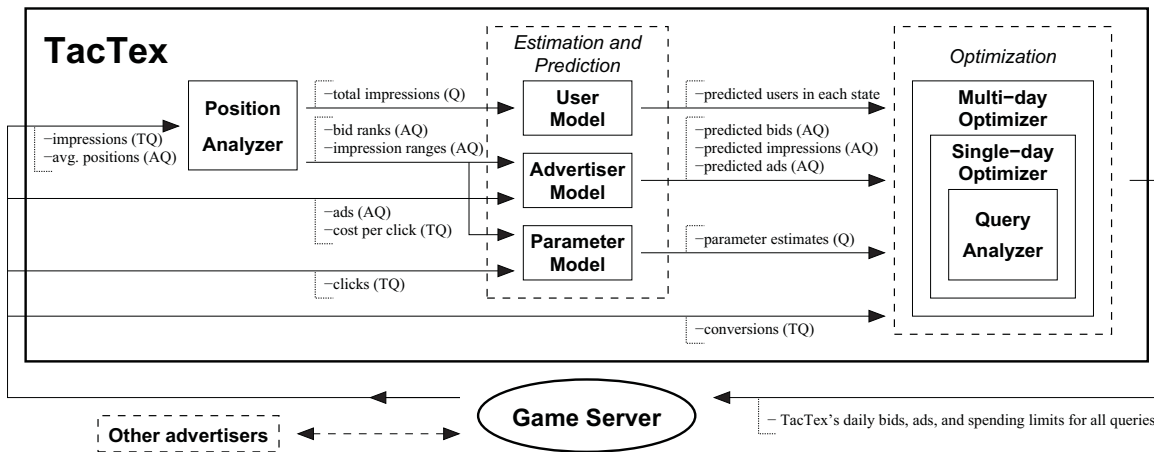 TacTex
Estimation and
Prediction
Optimization
Position
Analyzer
−impressions (TQ)
−avg. positions (AQ)
−total impressions (Q)
−bid ranks (AQ)
−impression ranges (AQ)
−ads (AQ)
−cost per click (TQ)
−clicks (TQ)
User
Model
Advertiser
Model
Parameter
Model
−predicted users in each state
−predicted bids (AQ)
−predicted impressions (AQ)
−predicted ads (AQ)
−parameter estimates (Q)
−conversions (TQ)
Multi−day
Optimizer
Single−day
Optimizer
Query
Analyzer
Game Server
Other advertisers
− TacTex's daily bids, ads, and spending limits for all queries